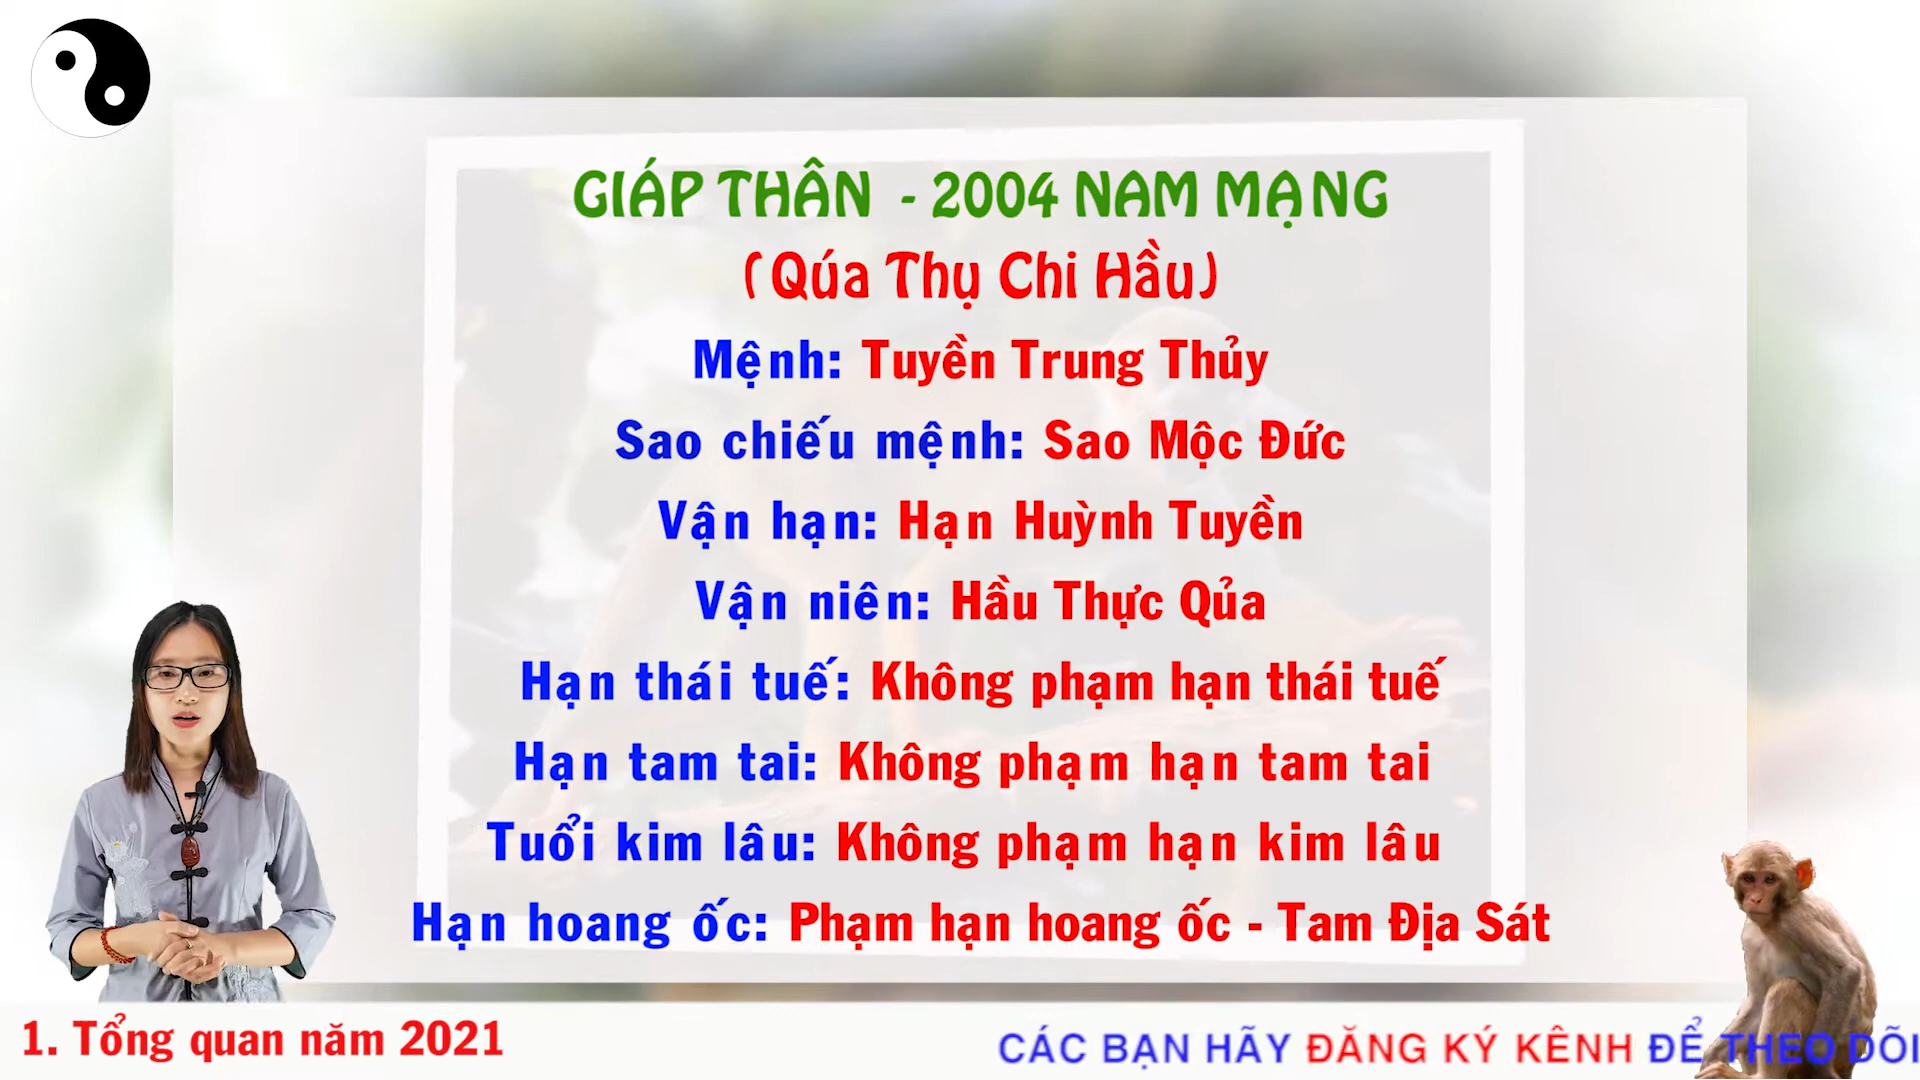 GIÁP THÂN - 2004 NAM MẠNG
(Qúa Thụ Chi Hầu)
Mệnh: Tuyền Trung Thủy
Sao chiếu mệnh: Sao Mộc Đức
Vận hạn: Hạn Huỳnh Tuyền
Vận niên: Hầu Thực Qủa
Hạn thái tuế: Không phạm hạn thái tuế
Hạn tam tai: Không phạm hạn tam tai
Tuổi kim lâu: Không phạm hạn kim lâu
Hạn hoang ốc: Phạm hạn hoang ốc - Tam Địa Sát
1. Tổng quan năm 2021
CÁC BẠN HÃY ĐĂNG KÝ KÊNH ĐỂ THEO DÕI